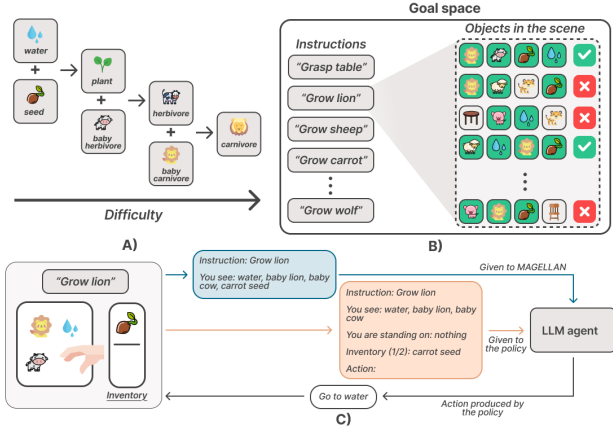 Goal space
water
+
seed
plant
+
baby
herbivore
herbivore
+
baby
carnivore
carnivore
Difficulty
A)
Instructions
"Grasp table"
"Grow lion"
"Grow sheep"
"Grow carrot"
"Grow wolf"
Objects in the scene
B)
"Grow lion"
Inventory
Instruction: Grow lion
You see: water, baby lion, baby
cow, carrot seed
Given to MAGELLAN
Instruction: Grow lion
You see: water, baby lion, baby
cow
You are standing on: nothing
Inventory (1/2): carrot seed
Action:
Given to
the policy
LLM agent
Go to water
Action produced by
the policy
C)